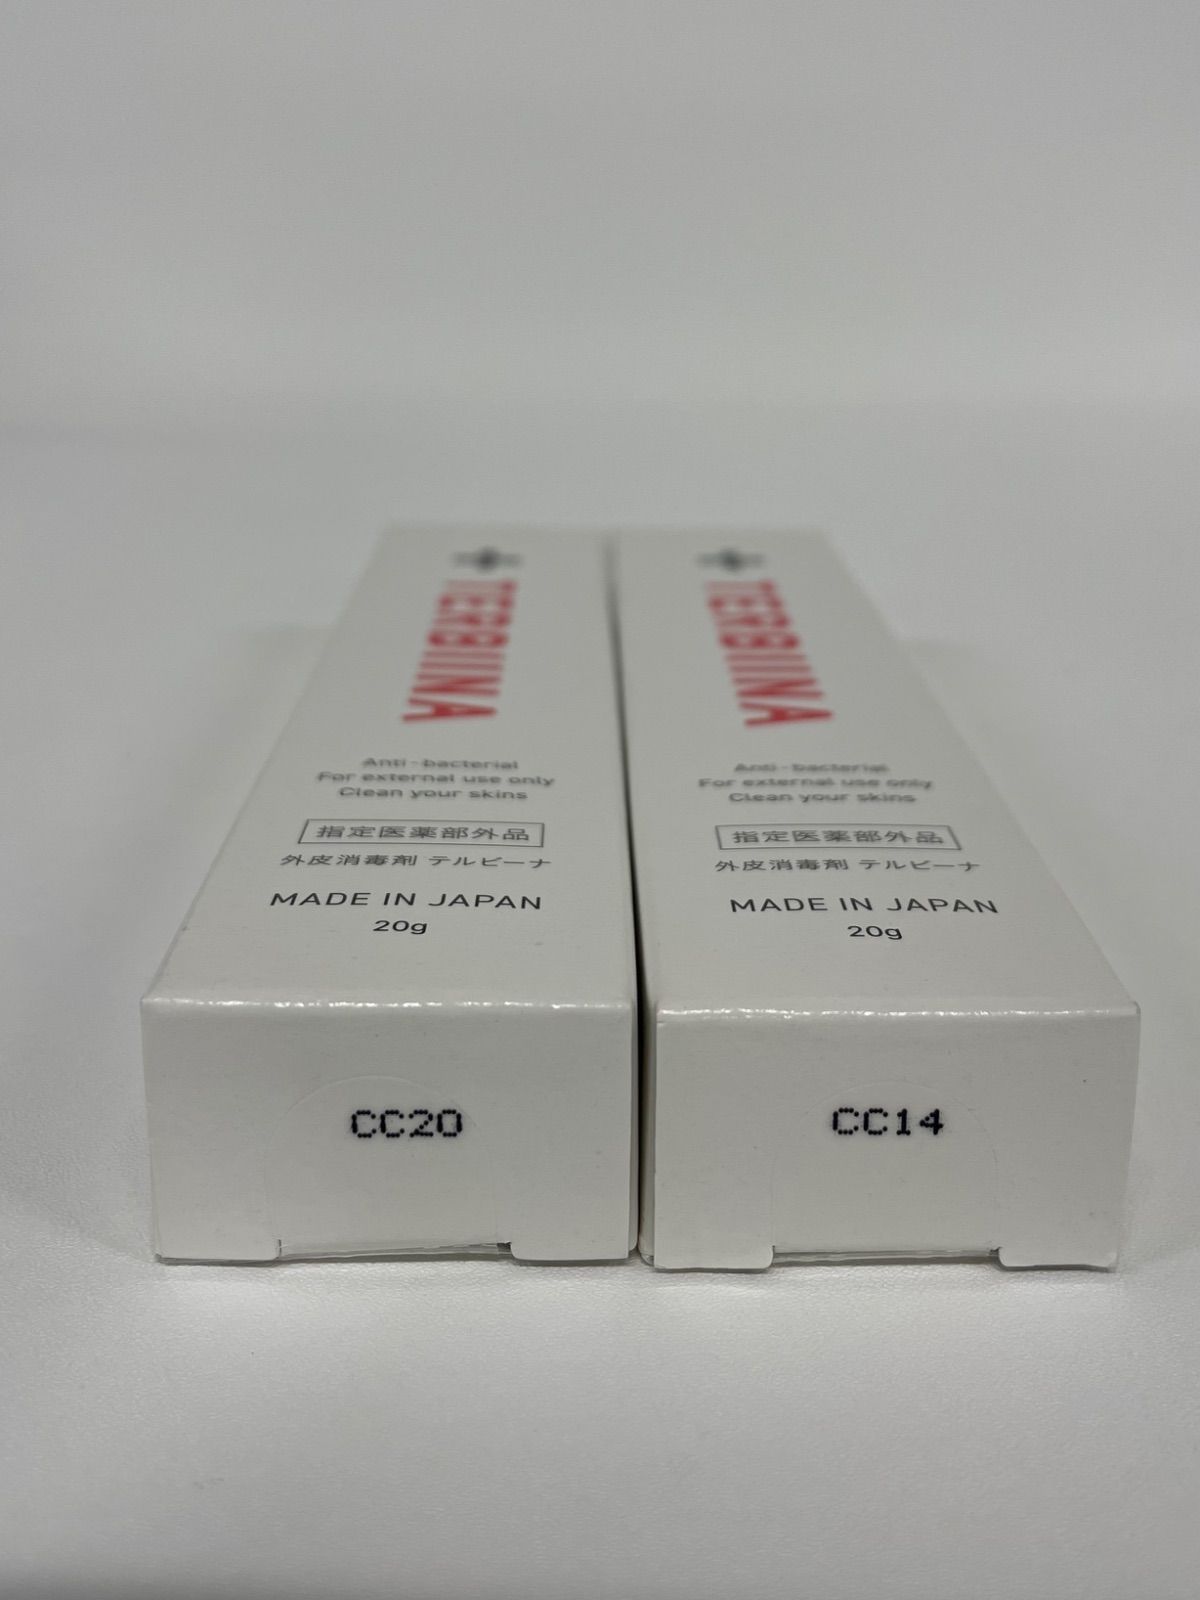 TERBIINA
Anti-bacterial
For external use only
Clean your skins
指定医薬部外品
外皮消毒剤 テルビーナ
MADE IN JAPAN
20g
CC20
TERBIINA
Anti-bacterial
For external use only
Clean your skins
指定医薬部外品
外皮消毒剤 テルビーナ
MADE IN JAPAN
20g
CC14